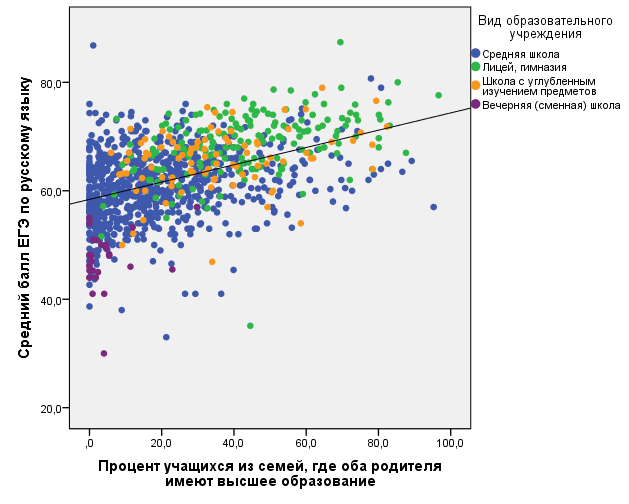 Вид образовательного
учреждения
Средняя школа
Лицей, гимназия
Школа с углубленным
изучением предметов
Вечерняя (сменная) школа
Средний балл ЕГЭ по русскому языку
80,0
60,0
40,0
20,0
,0 20,0 40,0 60,0 80,0 100,0
Процент учащихся из семей, где оба родителя
имеют высшее образование